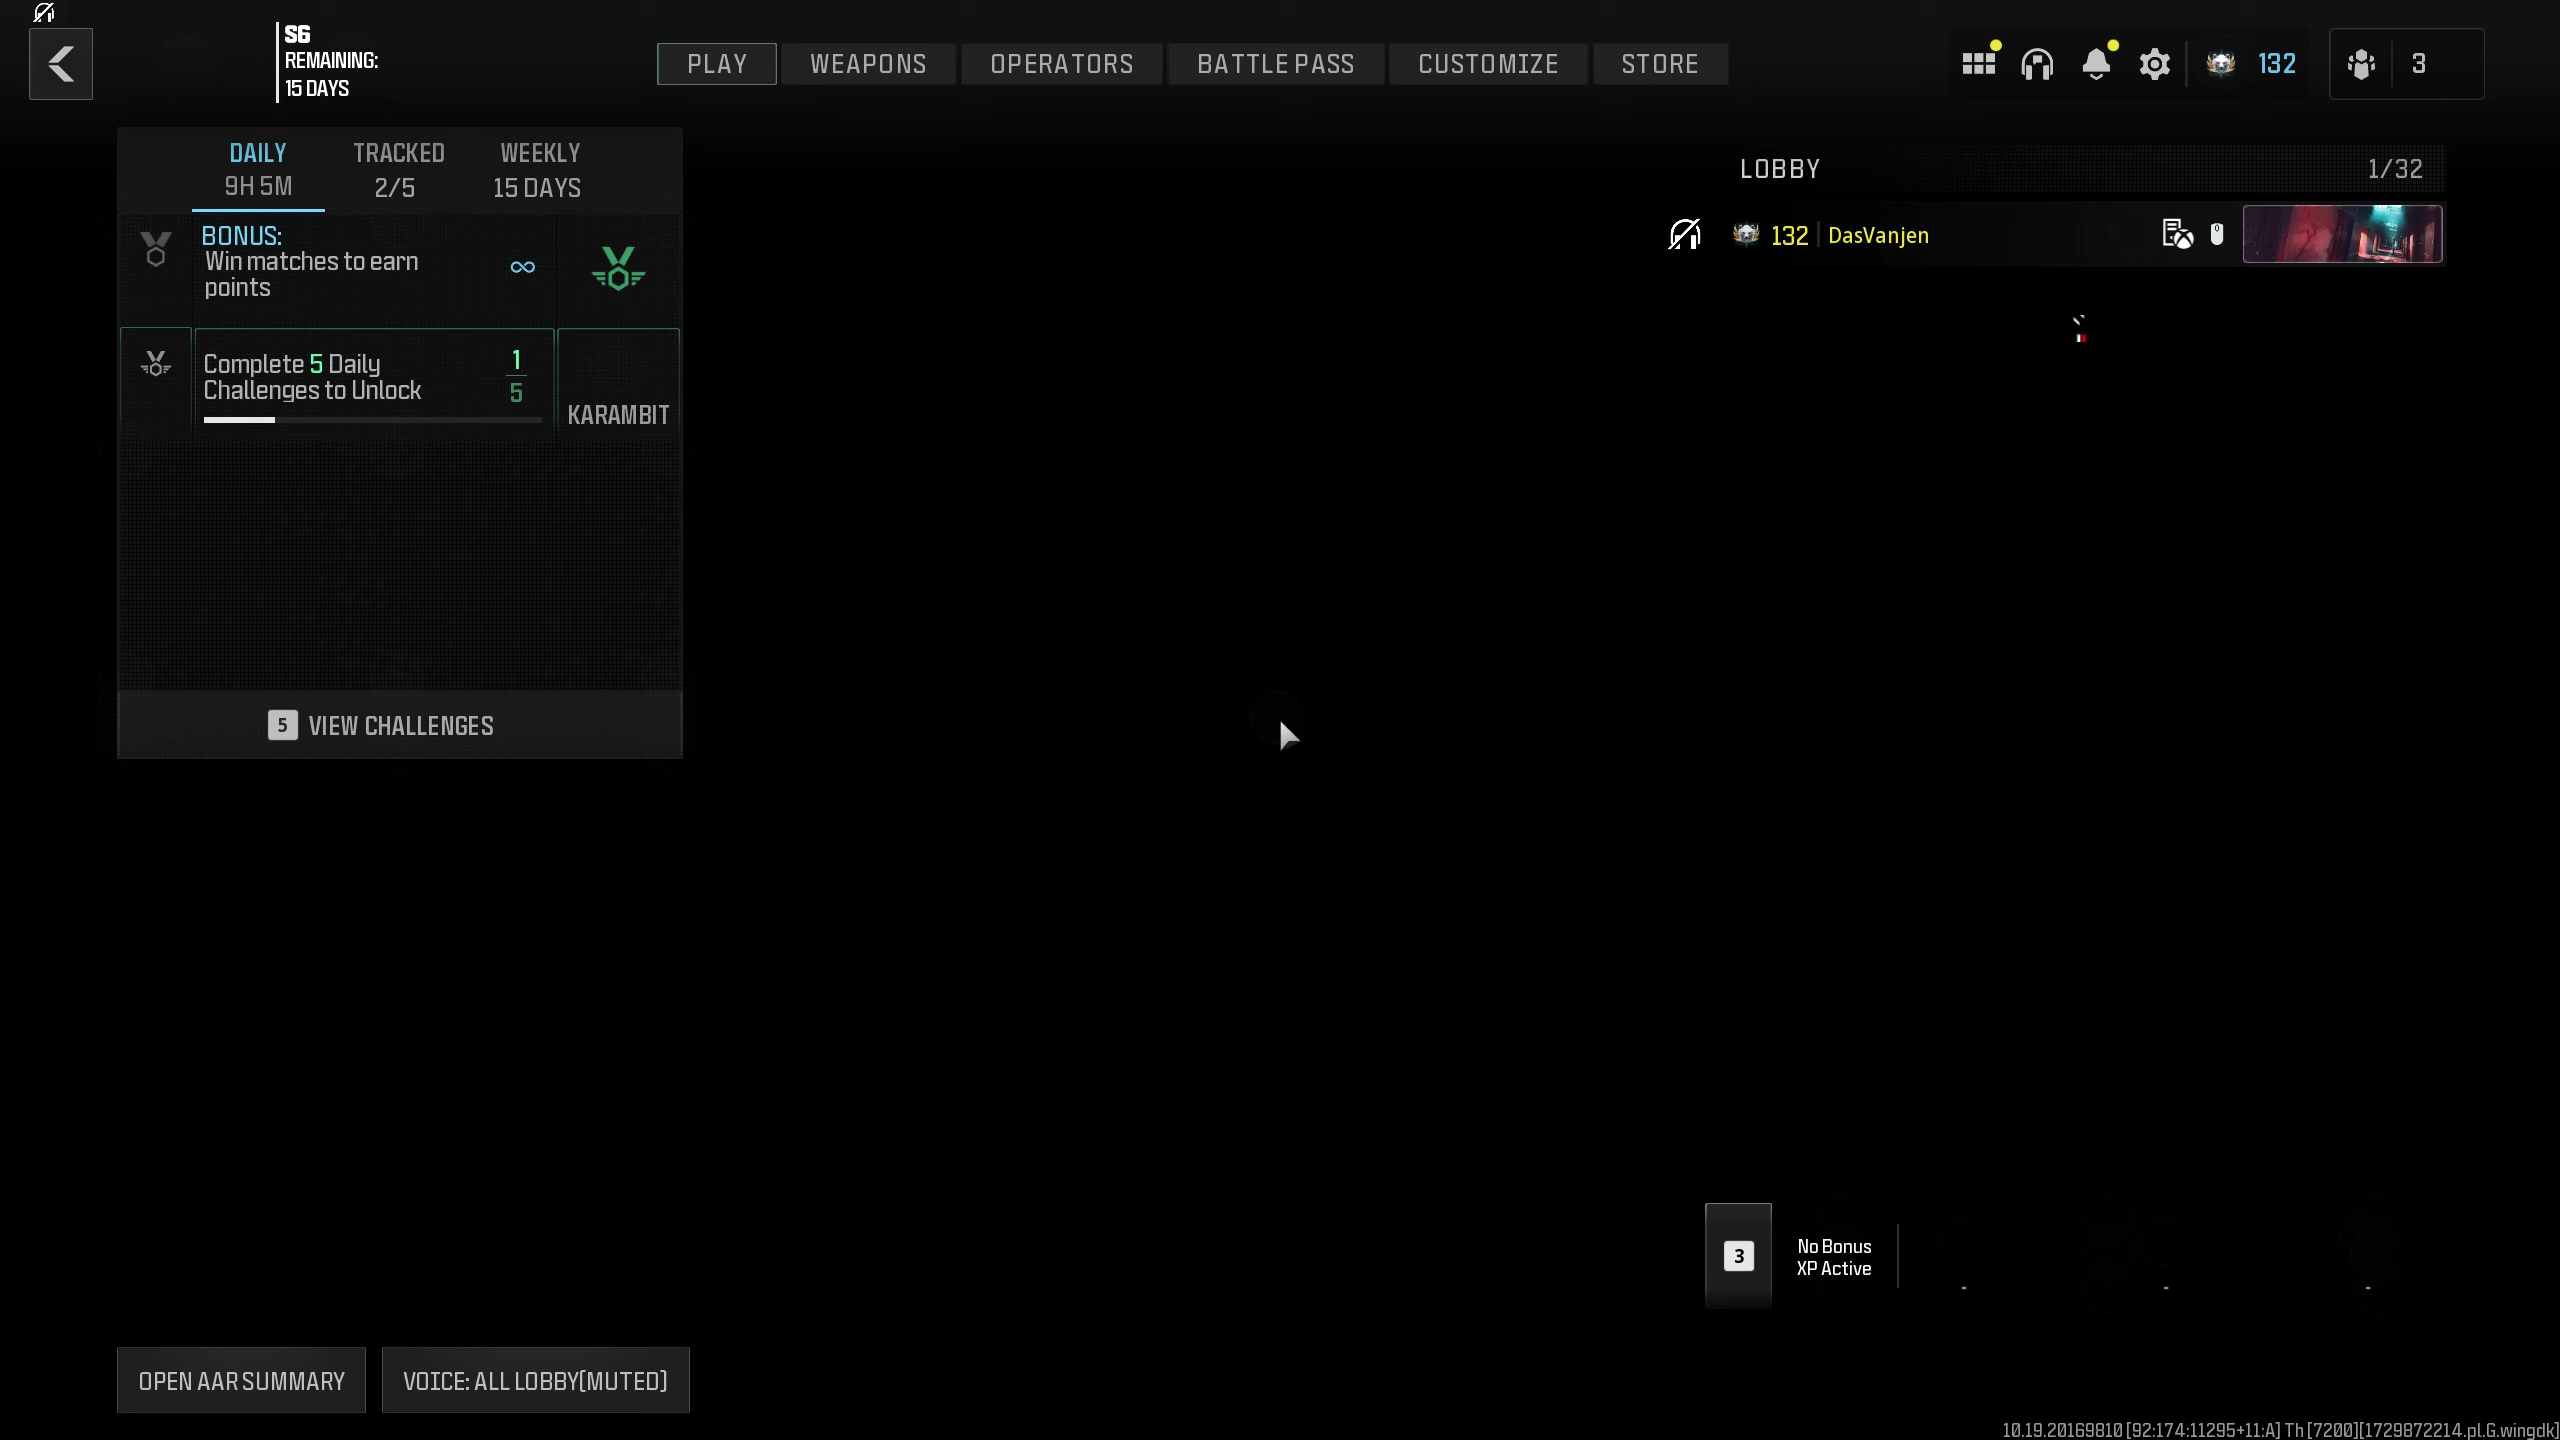 S6
REMAINING:
15 DAYS
PLAY
WEAPONS
OPERATORS
BATTLE PASS
CUSTOMIZE
STORE
132
3
DAILY
9H 5M
TRACKED
2/5
WEEKLY
15 DAYS
BONUS:
Win matches to earn
points
∞
Complete 5 Daily
Challenges to Unlock
1
5
KARAMBIT
5 VIEW CHALLENGES
LOBBY
1/32
132
DasVanjen
3
No Bonus
XP Active
-
-
-
OPEN AAR SUMMARY
VOICE: ALL LOBBY[MUTED]
10.19.20169810 [92:174:11295+11:A] Th [7200][1729872214.pl.G.wingdk]